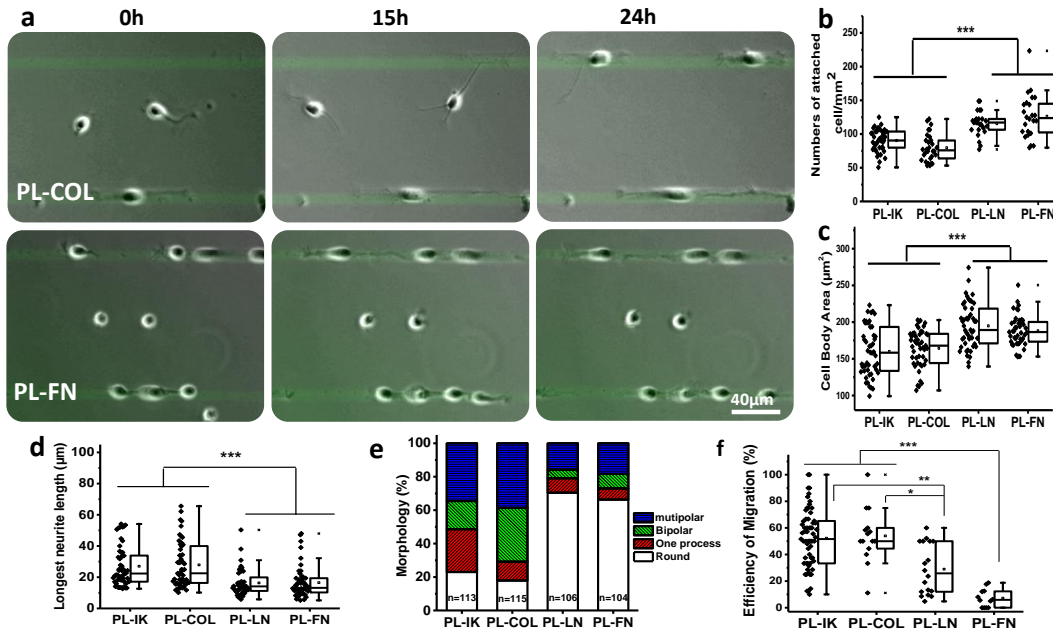 a
0h
15h
24h
PL-COL
PL-FN
40µm
b
Numbers of attached
cell/mm2
250
225
200
175
150
125
100
75
50
0
***
PL-IK PL-COL PL-LN PL-FN
c
Cell Body Area (µm2)
300
250
200
150
100
***
PL-IK PL-COL PL-LN PL-FN
d
Longest neurite length (µm)
100
80
60
40
20
0
***
PL-IK PL-COL PL-LN PL-FN
e
Morphology (%)
100
80
60
40
20
0
n=113
n=115
n=106
n=104
PL-IK PL-COL PL-LN PL-FN
mutipolar
Bipolar
One process
Round
f
Efficiency of Migration (%)
100
80
60
40
20
0
***
**
*
PL-IK PL-COL PL-LN PL-FN